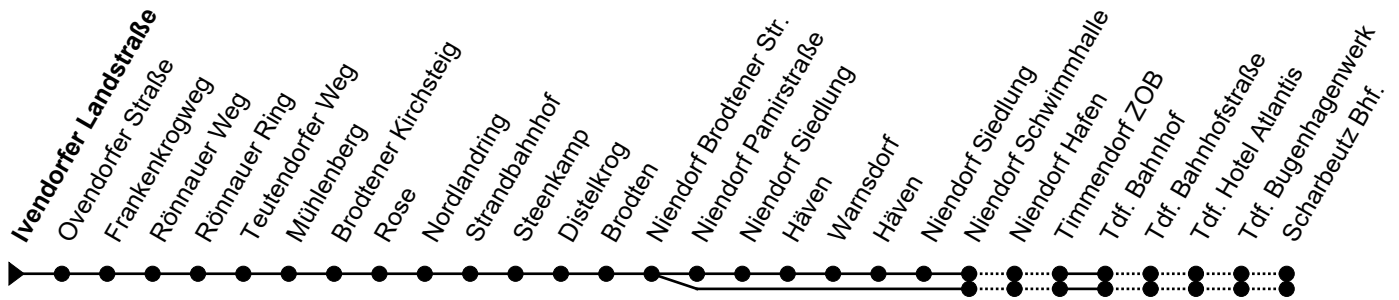 Ivendorfer Landstraße
Ovendorfer Straße
Frankenkrogweg
Rönnauer Weg
Rönnauer Ring
Teutendorfer Weg
Mühlenberg
Brodtener Kirchsteig
Rose
Nordlandring
Strandbahnhof
Steenkamp
Distelkrog
Brodten
Niendorf Brodtener Str.
Niendorf Pamirstraße
Niendorf Siedlung
Häven
Warnsdorf
Häven
Niendorf Siedlung
Niendorf Schwimmhalle
Niendorf Hafen
Timmendorf ZOB
Tdf. Bahnhof
Tdf. Bahnhofstraße
Tdf. Hotel Atlantis
Tdf. Bugenhagenwerk
Scharbeutz Bhf.